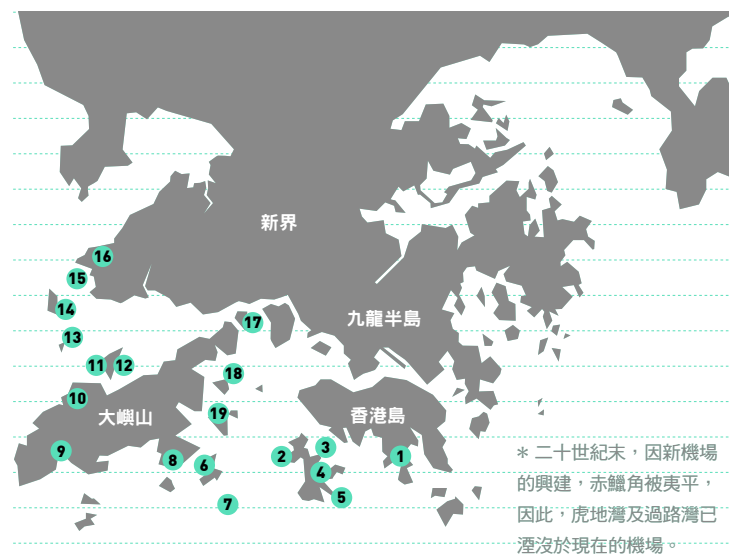 新界
16
15
14
17
九龍半島
13
11
12
18
10
大嶼山
19
香港島
9
8
6
2
3
4
1
7
5
＊二十世紀末，因新機場
的興建，赤鱲角被夷平，
因此，虎地灣及過路灣已
湮沒於現在的機場。